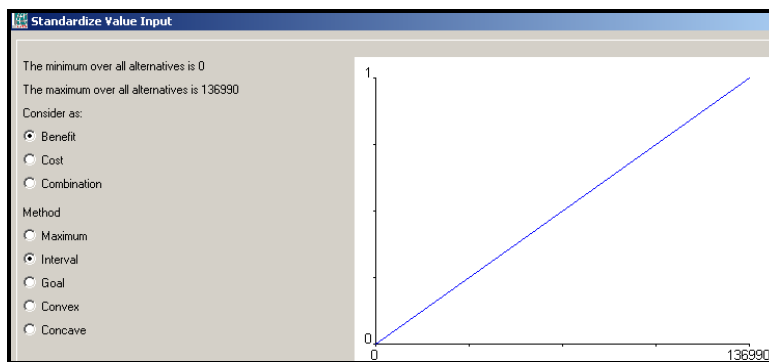 Standardize Value Input
The minimum over all alternatives is 0
The maximum over all alternatives is 136990
Consider as:
Benefit
Cost
Combination
Method
Maximum
Interval
Goal
Convex
Concave
1
0
0
136990